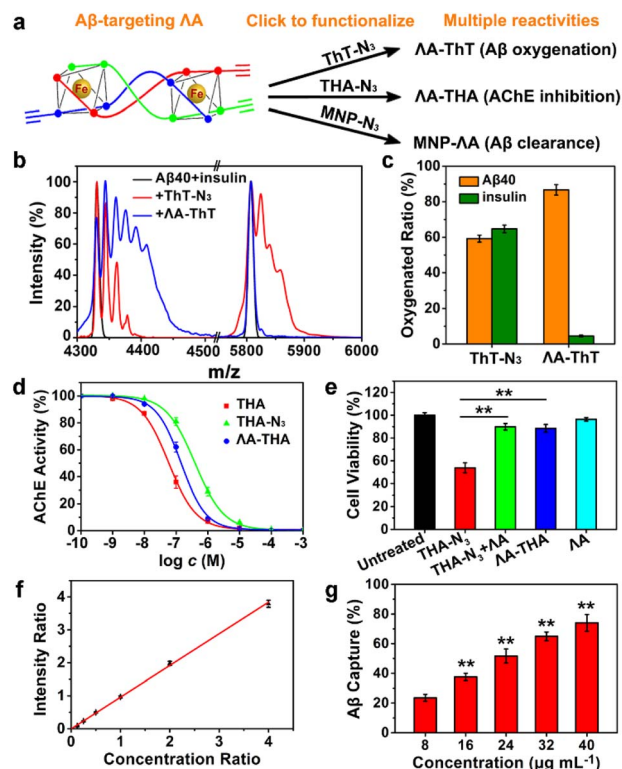 a
Aβ-targeting ΛA
Click to functionalize
Multiple reactivities
Fe
Fe
ThT-N₃
ΛA-ThT (Aβ oxygenation)
THA-N₃
ΛA-THA (AChE inhibition)
MNP-N₃
MNP-ΛA (Aβ clearance)
b
Intensity (%)
100
80
60
40
20
0
Aβ40+insulin
+ThT-N₃
+ΛA-ThT
4300
4400
4500
5800
5900
6000
m/z
c
Oxygenated Ratio (%)
100
80
60
40
20
0
Aβ40
insulin
ThT-N₃
ΛA-ThT
d
AChE Activity (%)
100
80
60
40
20
0
THA
THA-N₃
ΛA-THA
-10
-9
-8
-7
-6
-5
-4
-3
log c (M)
e
Cell Viability (%)
120
100
80
60
40
20
0
**
**
Untreated
THA-N₃
THA-N₃+ΛA
ΛA-THA
ΛA
f
Intensity Ratio
4
3
2
1
0
0
1
2
3
4
Concentration Ratio
g
Aβ Capture (%)
100
80
60
40
20
0
**
**
**
**
8
16
24
32
40
Concentration (μg mL⁻¹)